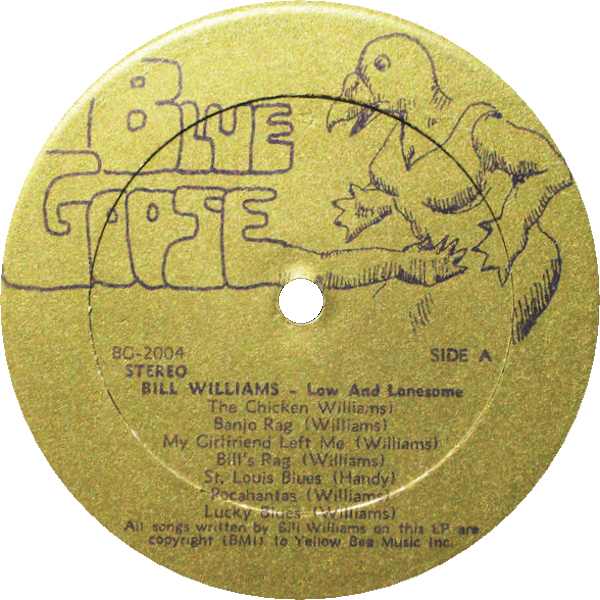 BLUE
GOOSE
BG-2004
SIDE A
STEREO
BILL WILLIAMS - Low And Lonesome
The Chicken Williams)
Banjo Rag (Williams)
My Girlfriend Left Me (Williams)
Bill's Rag (Williams)
St. Louis Blues (Handy)
Pocahantas (Williams)
Lucky Blues (Williams)
All songs written by Bill Williams on this LP are
copyright (BMI) to Yellow Bee Music Inc.